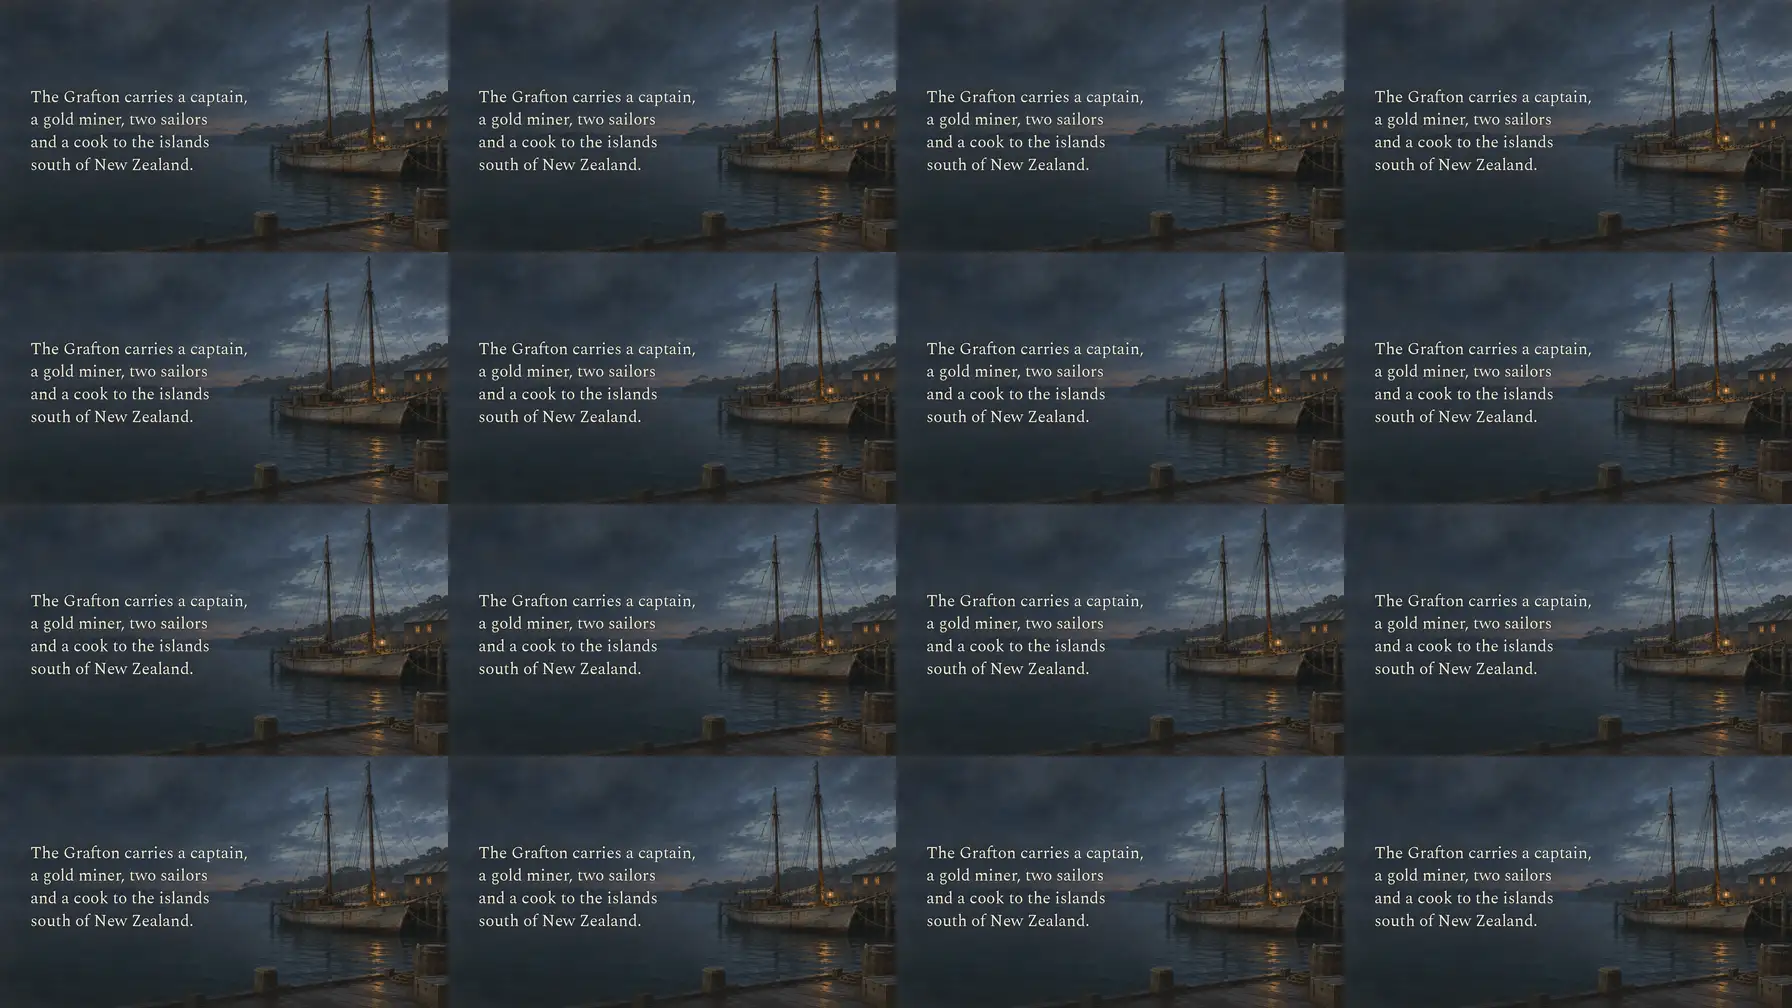 The Grafton carries a captain,
a gold miner, two sailors
and a cook to the islands
south of New Zealand.
The Grafton carries a captain,
a gold miner, two sailors
and a cook to the islands
south of New Zealand.
The Grafton carries a captain,
a gold miner, two sailors
and a cook to the islands
south of New Zealand.
The Grafton carries a captain,
a gold miner, two sailors
and a cook to the islands
south of New Zealand.
The Grafton carries a captain,
a gold miner, two sailors
and a cook to the islands
south of New Zealand.
The Grafton carries a captain,
a gold miner, two sailors
and a cook to the islands
south of New Zealand.
The Grafton carries a captain,
a gold miner, two sailors
and a cook to the islands
south of New Zealand.
The Grafton carries a captain,
a gold miner, two sailors
and a cook to the islands
south of New Zealand.
The Grafton carries a captain,
a gold miner, two sailors
and a cook to the islands
south of New Zealand.
The Grafton carries a captain,
a gold miner, two sailors
and a cook to the islands
south of New Zealand.
The Grafton carries a captain,
a gold miner, two sailors
and a cook to the islands
south of New Zealand.
The Grafton carries a captain,
a gold miner, two sailors
and a cook to the islands
south of New Zealand.
The Grafton carries a captain,
a gold miner, two sailors
and a cook to the islands
south of New Zealand.
The Grafton carries a captain,
a gold miner, two sailors
and a cook to the islands
south of New Zealand.
The Grafton carries a captain,
a gold miner, two sailors
and a cook to the islands
south of New Zealand.
The Grafton carries a captain,
a gold miner, two sailors
and a cook to the islands
south of New Zealand.